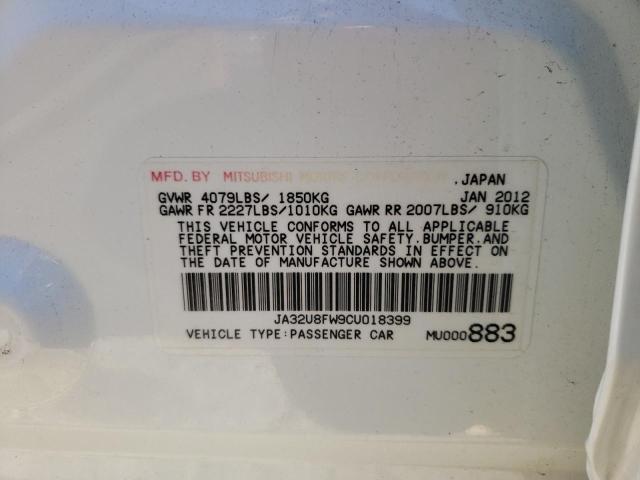 MFD. BY MITSUBISHI MOTORS CORPORATION, JAPAN
GVWR 4079LBS/ 1850KG JAN 2012
GAWR FR 2227LBS/1010KG GAWR RR 2007LBS/ 910KG
THIS VEHICLE CONFORMS TO ALL APPLICABLE
FEDERAL MOTOR VEHICLE SAFETY.BUMPER.AND
THEFT PREVENTION STANDARDS IN EFFECT ON
THE DATE OF MANUFACTURE SHOWN ABOVE.
JA32U8FW9CU018399
VEHICLE TYPE:PASSENGER CAR MU000883